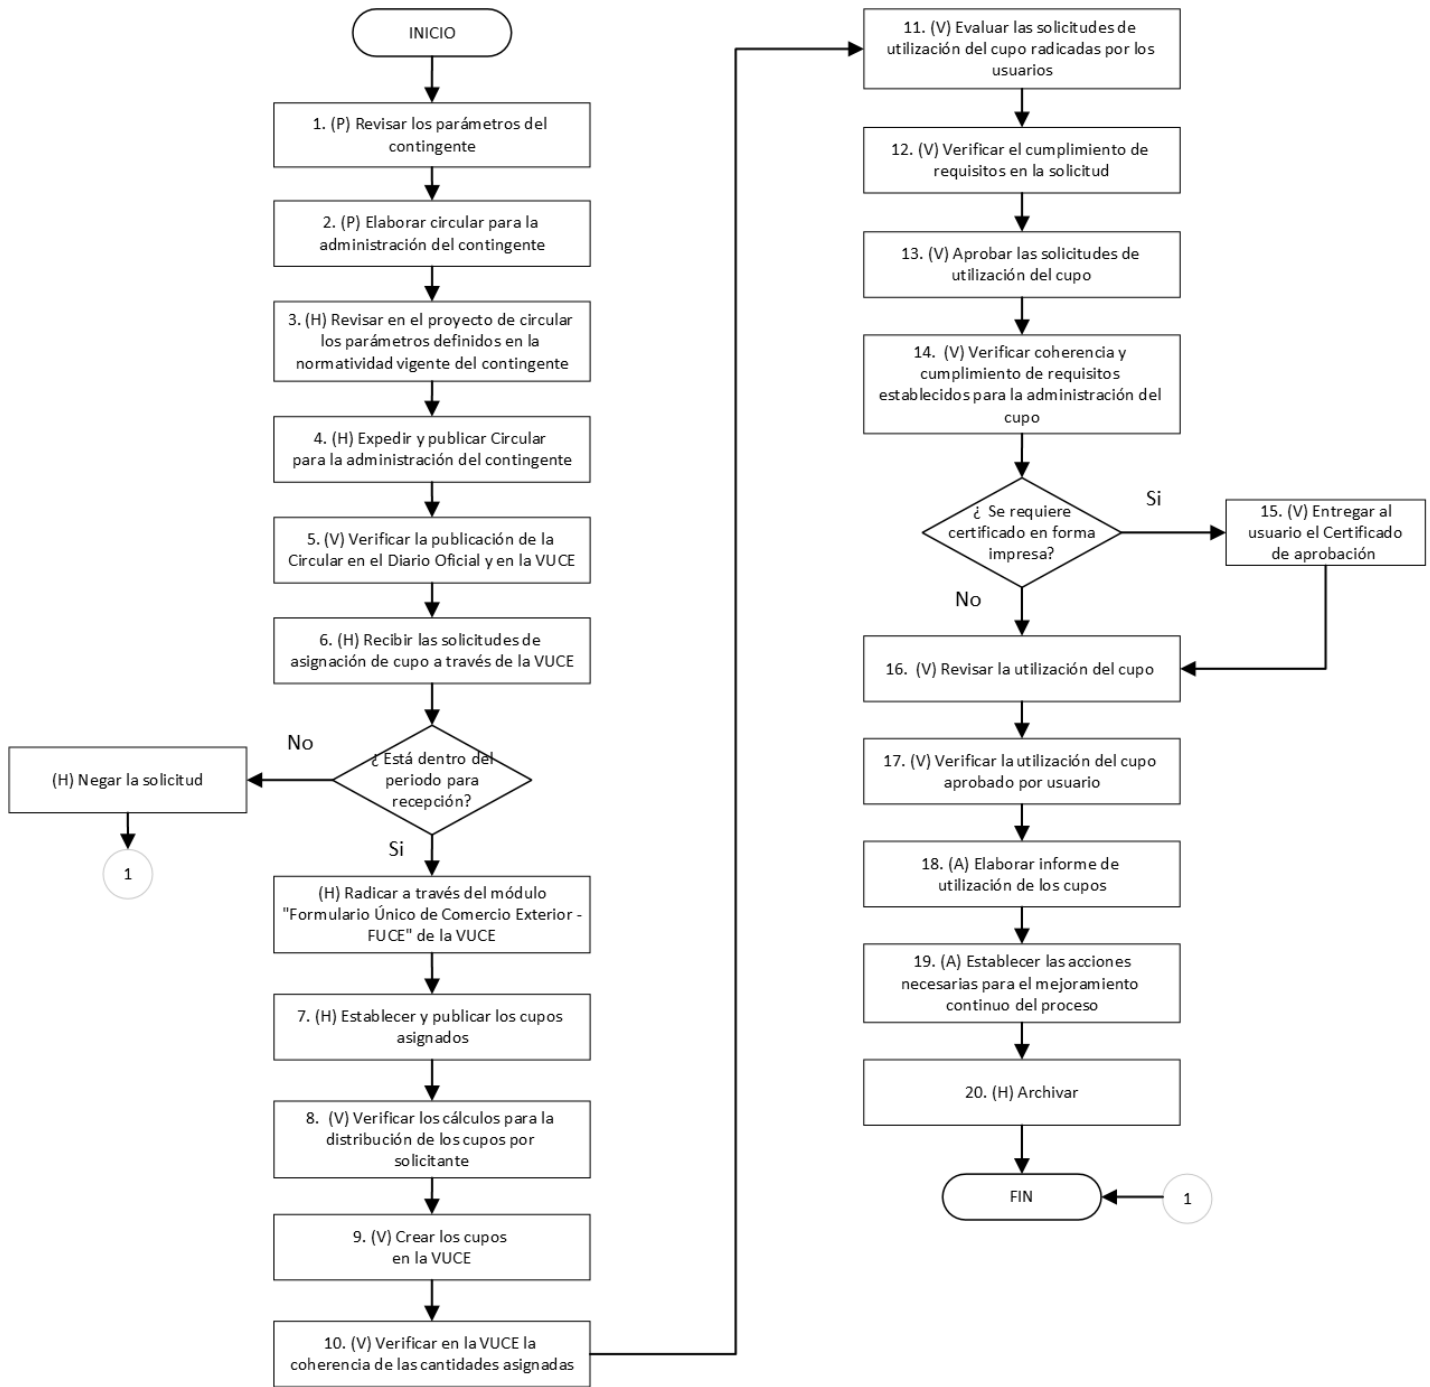 INICIO
1. (P) Revisar los parámetros del
contingente
2. (P) Elaborar circular para la
administración del contingente
3. (H) Revisar en el proyecto de circular
los parámetros definidos en la
normatividad vigente del contingente
4. (H) Expedir y publicar Circular
para la administración del contingente
5. (V) Verificar la publicación de la
Circular en el Diario Oficial y en la VUCE
6. (H) Recibir las solicitudes de
asignación de cupo a través de la VUCE
¿ Está dentro del
periodo para
recepción?
No
(H) Negar la solicitud
1
Si
(H) Radicar a través del módulo
"Formulario Único de Comercio Exterior -
FUCE" de la VUCE
7. (H) Establecer y publicar los cupos
asignados
8. (V) Verificar los cálculos para la
distribución de los cupos por
solicitante
9. (V) Crear los cupos
en la VUCE
10. (V) Verificar en la VUCE la
coherencia de las cantidades asignadas
11. (V) Evaluar las solicitudes de
utilización del cupo radicadas por los
usuarios
12. (V) Verificar el cumplimiento de
requisitos en la solicitud
13. (V) Aprobar las solicitudes de
utilización del cupo
14. (V) Verificar coherencia y
cumplimiento de requisitos
establecidos para la administración del
cupo
¿ Se requiere
certificado en forma
impresa?
Si
15. (V) Entregar al
usuario el Certificado
de aprobación
No
16. (V) Revisar la utilización del cupo
17. (V) Verificar la utilización del cupo
aprobado por usuario
18. (A) Elaborar informe de
utilización de los cupos
19. (A) Establecer las acciones
necesarias para el mejoramiento
continuo del proceso
20. (H) Archivar
FIN
1